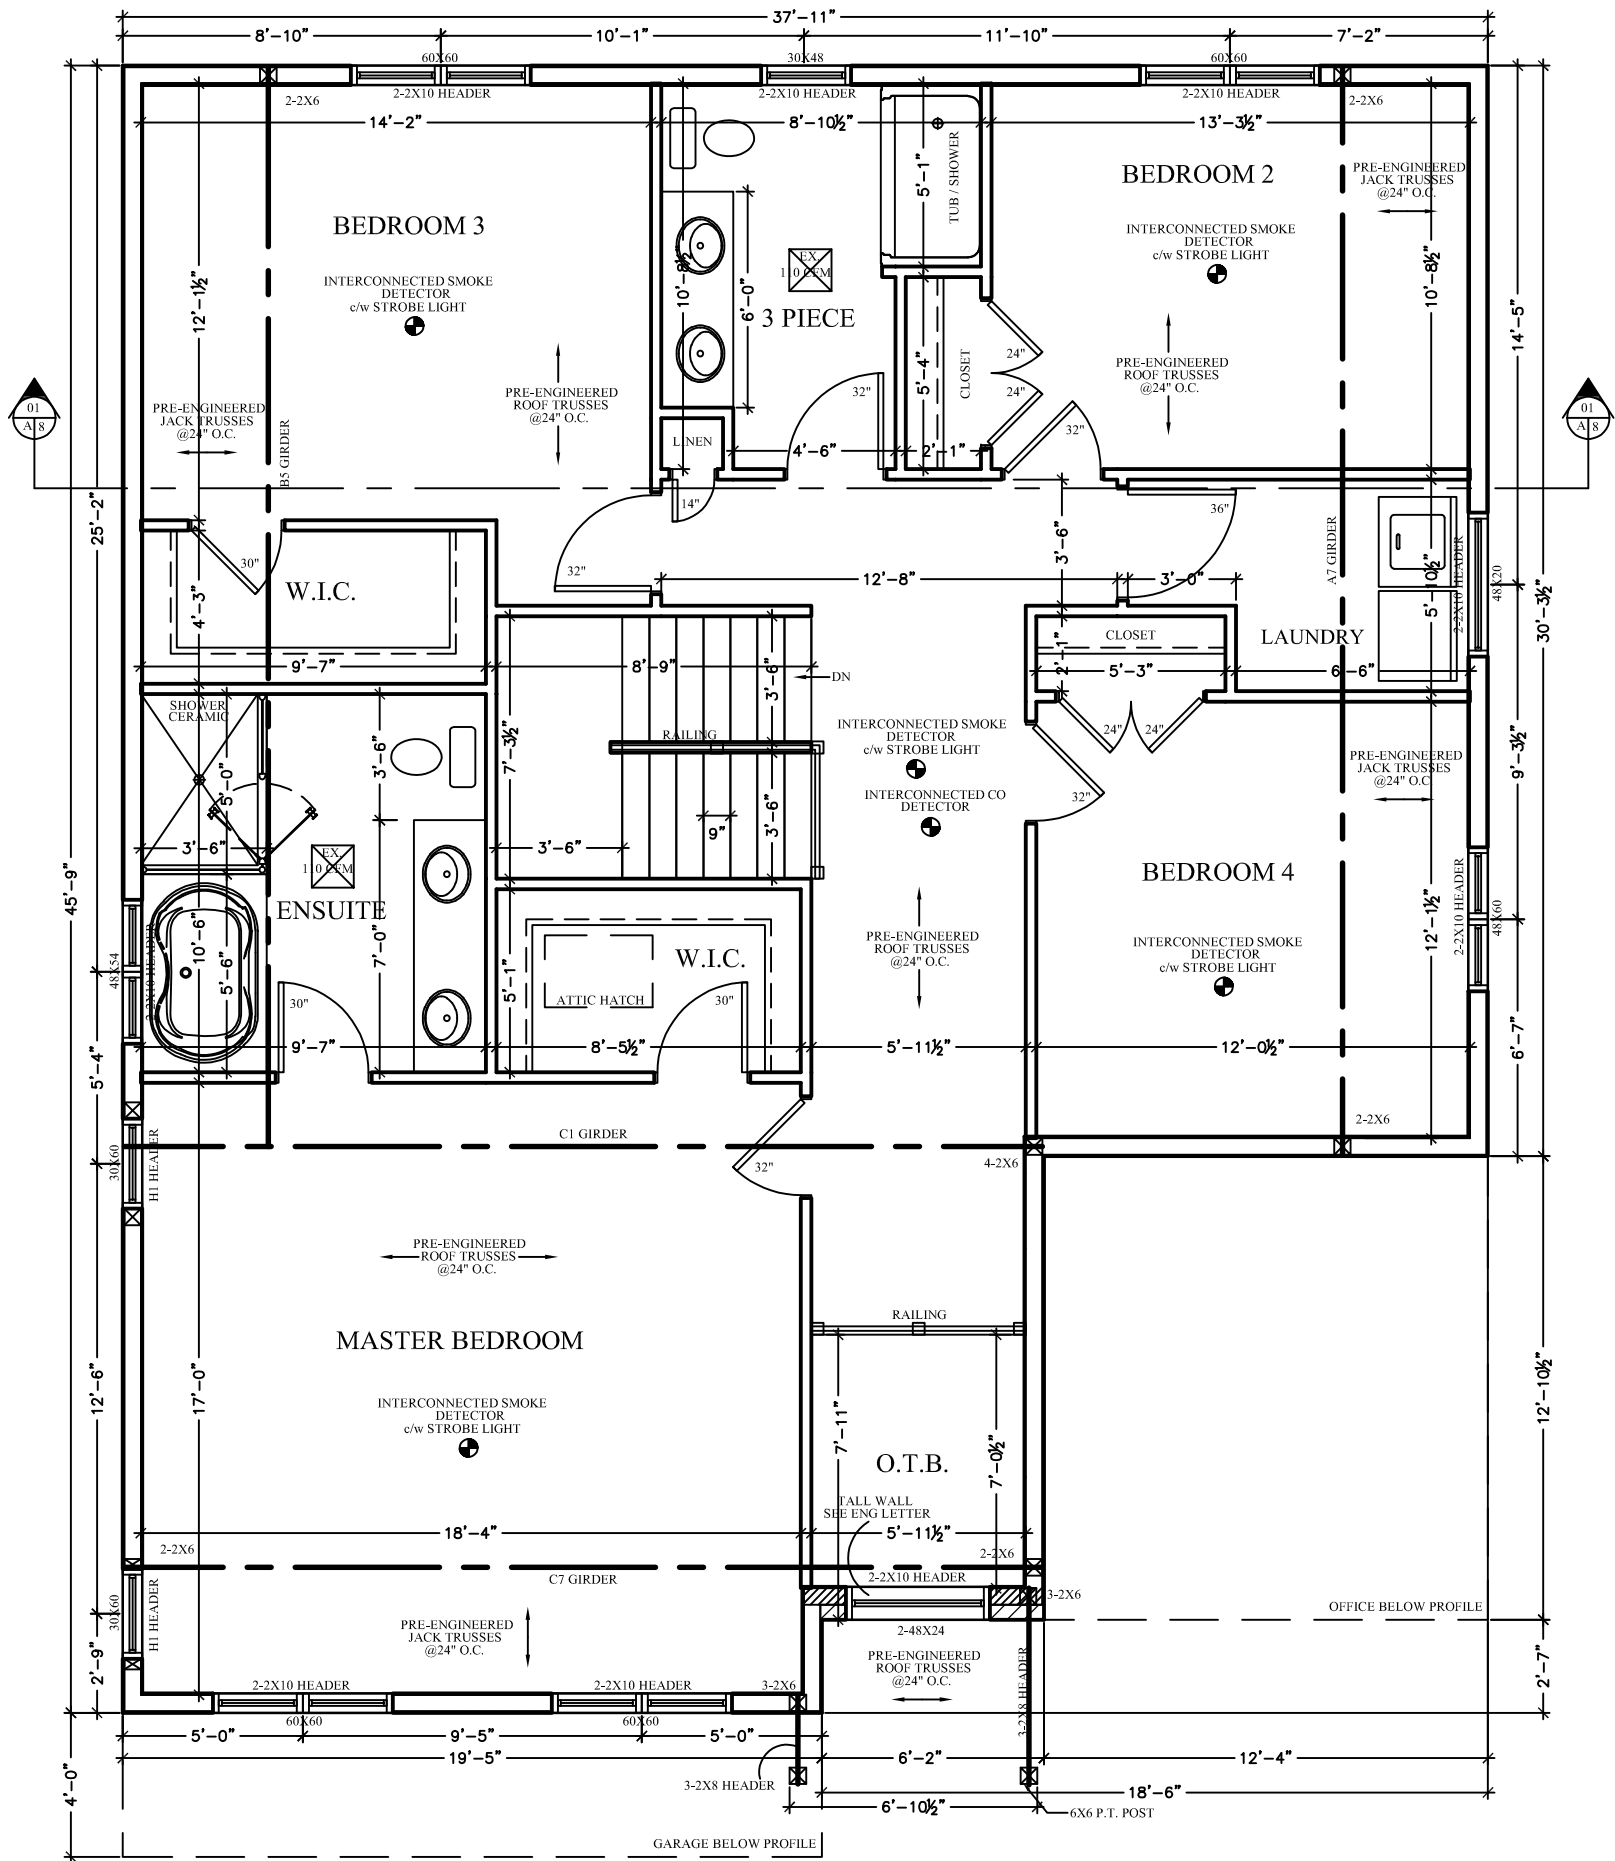 37'-11"
8'-10"
10'-1"
11'-10"
7'-2"
60X60
30X48
60X60
2-2X6
2-2X10 HEADER
2-2X10 HEADER
2-2X10 HEADER
2-2X6
14'-2"
8'-10½"
13'-3½"
BEDROOM 3
INTERCONNECTED SMOKE
DETECTOR
c/w STROBE LIGHT
12'-1½"
PRE-ENGINEERED
JACK TRUSSES
@24" O.C.
PRE-ENGINEERED
ROOF TRUSSES
@24" O.C.
B5 GIRDER
10'-8½"
6'-0"
EX.
110 CFM
3 PIECE
5'-1"
TUB / SHOWER
5'-4"
CLOSET
24"
24"
32"
32"
LINEN
14"
4'-6"
2'-1"
BEDROOM 2
INTERCONNECTED SMOKE
DETECTOR
c/w STROBE LIGHT
PRE-ENGINEERED
JACK TRUSSES
@24" O.C.
PRE-ENGINEERED
ROOF TRUSSES
@24" O.C.
10'-8½"
14'-5"
30'-3½"
01
A 8
01
A 8
25'-2"
45'-9"
30"
W.I.C.
4'-3"
9'-7"
32"
12'-8"
3'-0"
3'-6"
36"
A7 GIRDER
5'-10½"
2-2X10 HEADER
48X20
LAUNDRY
CLOSET
2'-1"
5'-3"
6'-6"
24"
24"
8'-9"
3'-6"
DN
7'-3½"
RAILING
3'-6"
9"
3'-6"
SHOWER
CERAMIC
5'-0"
3'-6"
3'-6"
EX.
110 CFM
ENSUITE
10'-6"
5'-6"
7'-0"
30"
9'-7"
48X54
2-2X10 HEADER
INTERCONNECTED SMOKE
DETECTOR
c/w STROBE LIGHT
INTERCONNECTED CO
DETECTOR
PRE-ENGINEERED
ROOF TRUSSES
@24" O.C.
W.I.C.
ATTIC HATCH
5'-1"
30"
8'-5½"
5'-11½"
12'-0½"
32"
PRE-ENGINEERED
JACK TRUSSES
@24" O.C.
BEDROOM 4
INTERCONNECTED SMOKE
DETECTOR
c/w STROBE LIGHT
12'-1½"
2-2X10 HEADER
48X60
9'-3½"
6'-7"
2-2X6
5'-4"
30X60
H1 HEADER
C1 GIRDER
32"
4-2X6
PRE-ENGINEERED
ROOF TRUSSES
@24" O.C.
MASTER BEDROOM
INTERCONNECTED SMOKE
DETECTOR
c/w STROBE LIGHT
17'-0"
12'-6"
18'-4"
2-2X6
C7 GIRDER
30X60
H1 HEADER
2'-9"
PRE-ENGINEERED
JACK TRUSSES
@24" O.C.
RAILING
7'-11"
7'-0½"
O.T.B.
TALL WALL
SEE ENG LETTER
5'-11½"
2-2X6
2-2X10 HEADER
3-2X6
2-48X24
PRE-ENGINEERED
ROOF TRUSSES
@24" O.C.
3-2X8 HEADER
12'-10½"
OFFICE BELOW PROFILE
2'-7"
2-2X10 HEADER
2-2X10 HEADER
3-2X6
60X60
60X60
5'-0"
9'-5"
5'-0"
19'-5"
6'-2"
12'-4"
4'-0"
3-2X8 HEADER
18'-6"
6'-10½"
6X6 P.T. POST
GARAGE BELOW PROFILE